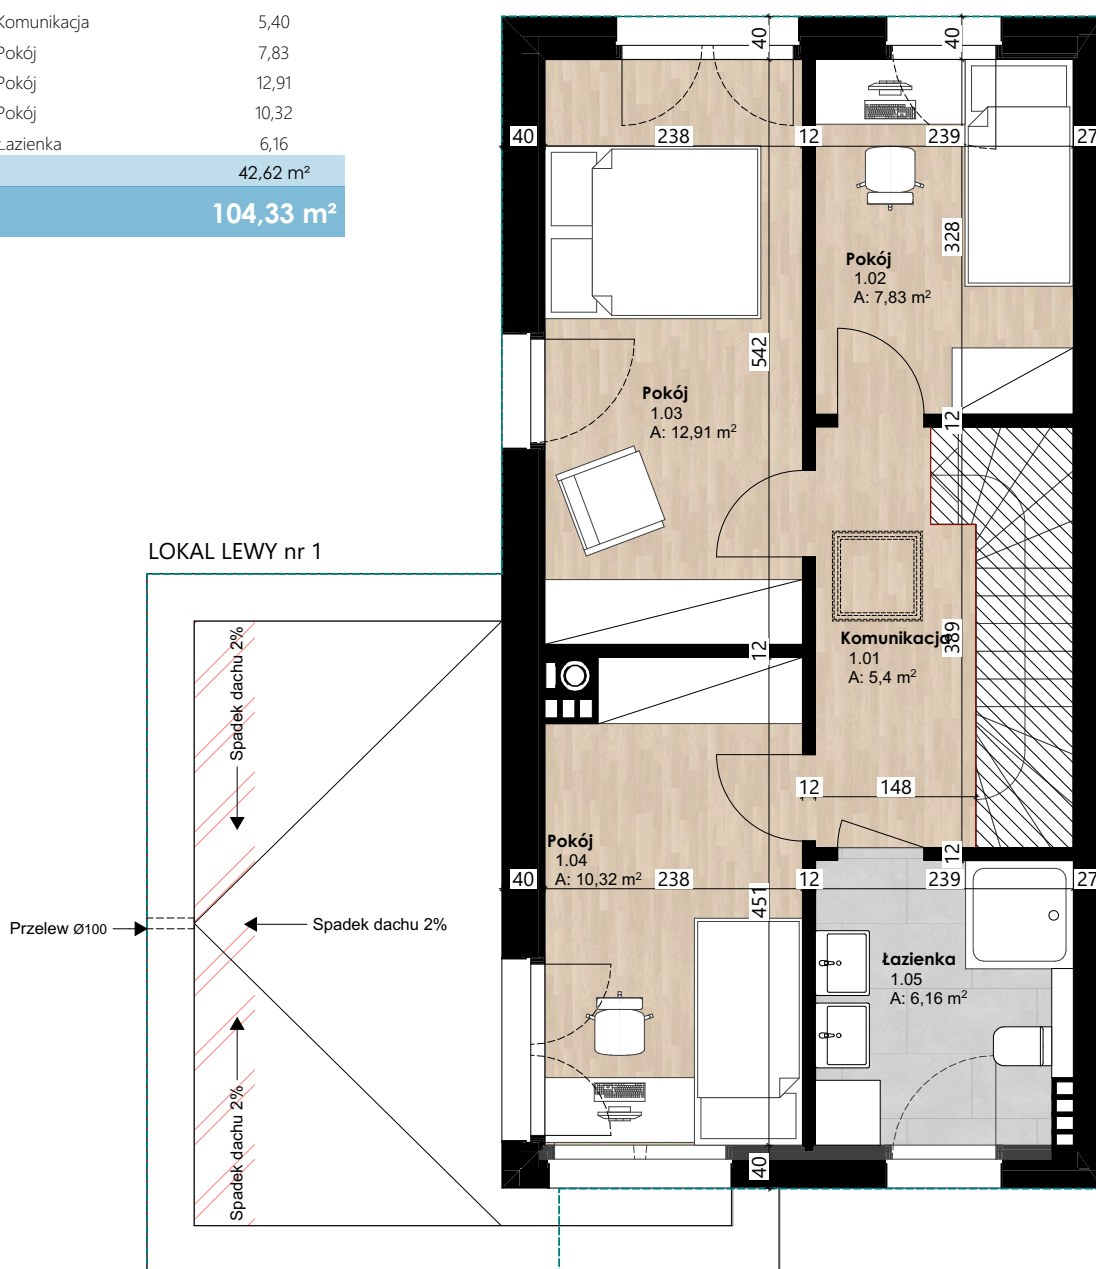 Komunikacja 5,40
Pokój 7,83
Pokój 12,91
Pokój 10,32
Łazienka 6,16
42,62 m²
104,33 m²
40
40
40
238
12
239
27
328
Pokój
1.02
A: 7,83 m²
542
Pokój
1.03
A: 12,91 m²
12
LOKAL LEWY nr 1
Komunikacja
1.01
A: 5,4 m²
389
12
Spadek dachu 2%
12
148
Pokój
1.04
A: 10,32 m²
12
40
238
12
239
27
451
Przelew Ø100
Spadek dachu 2%
Łazienka
1.05
A: 6,16 m²
Spadek dachu 2%
40